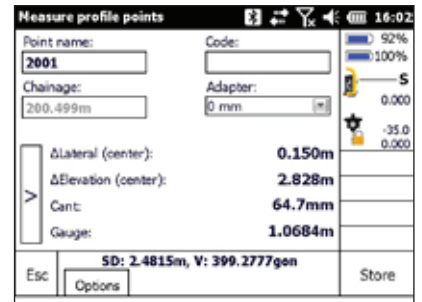 Measure profile points 16:02
Point name: Code: 92%
2001 100%
Chainage: Adapter: S
200.499m 0 mm 0.000
-35.0
0.000
ΔLateral (center): 0.150m
ΔElevation (center): 2.828m
> Cant: 64.7mm
Gauge: 1.0684m
SD: 2.4815m, V: 399.2777gon
Esc Options Store